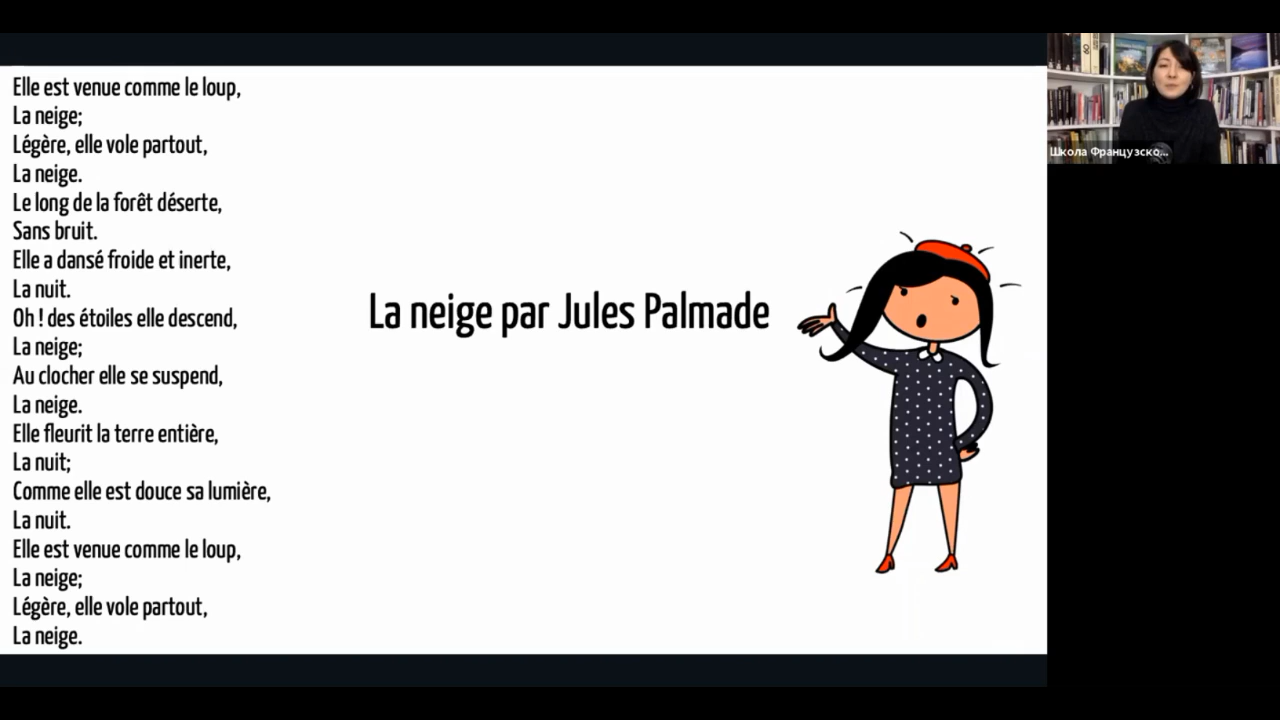 Elle est venue comme le loup,
La neige;
Légère, elle vole partout,
La neige.
Le long de la forêt déserte,
Sans bruit.
Elle a dansé froide et inerte,
La nuit.
Oh ! des étoiles elle descend,
La neige;
Au clocher elle se suspend,
La neige.
Elle fleurit la terre entière,
La nuit;
Comme elle est douce sa lumière,
La nuit.
Elle est venue comme le loup,
La neige;
Légère, elle vole partout,
La neige.
La neige par Jules Palmade
Школа Французско...